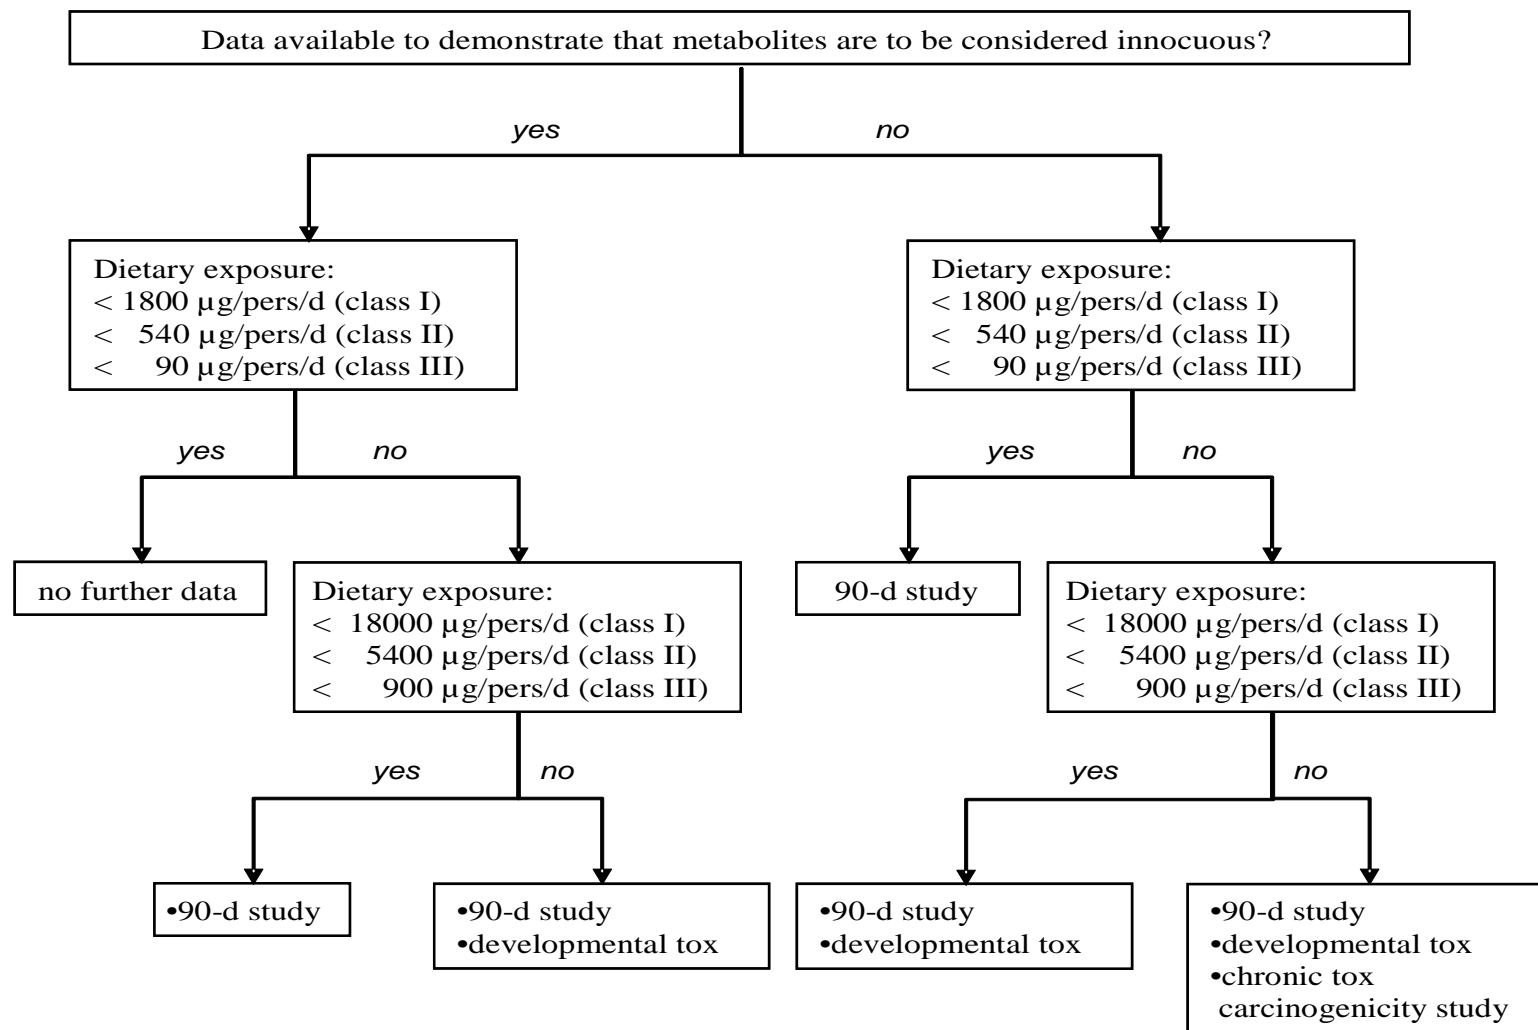 Data available to demonstrate that metabolites are to be considered innocuous?
yes
no
Dietary exposure:
< 1800 µg/pers/d (class I)
< 540 µg/pers/d (class II)
< 90 µg/pers/d (class III)
Dietary exposure:
< 1800 µg/pers/d (class I)
< 540 µg/pers/d (class II)
< 90 µg/pers/d (class III)
yes
no
yes
no
no further data
Dietary exposure:
< 18000 µg/pers/d (class I)
< 5400 µg/pers/d (class II)
< 900 µg/pers/d (class III)
90-d study
Dietary exposure:
< 18000 µg/pers/d (class I)
< 5400 µg/pers/d (class II)
< 900 µg/pers/d (class III)
yes
no
yes
no
•90-d study
•90-d study
•developmental tox
•90-d study
•developmental tox
•90-d study
•developmental tox
•chronic tox
carcinogenicity study